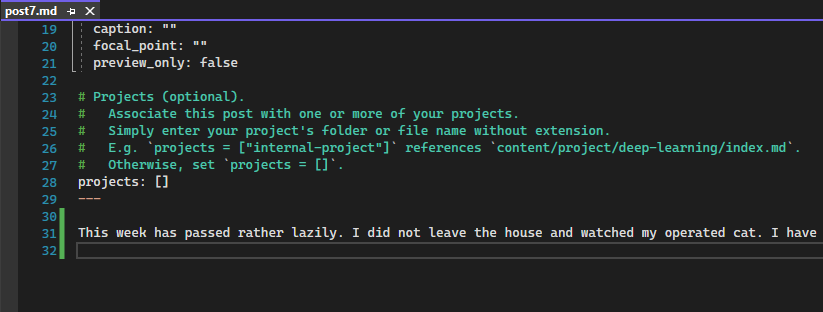 post7.md
19 caption: ""
20 focal_point: ""
21 preview_only: false
22
23 # Projects (optional).
24 #   Associate this post with one or more of your projects.
25 #   Simply enter your project's folder or file name without extension.
26 #   E.g. `projects = ["internal-project"]` references `content/project/deep-learning/index.md`.
27 #   Otherwise, set `projects = []`.
28 projects: []
29 ---
30
31 This week has passed rather lazily. I did not leave the house and watched my operated cat. I have
32